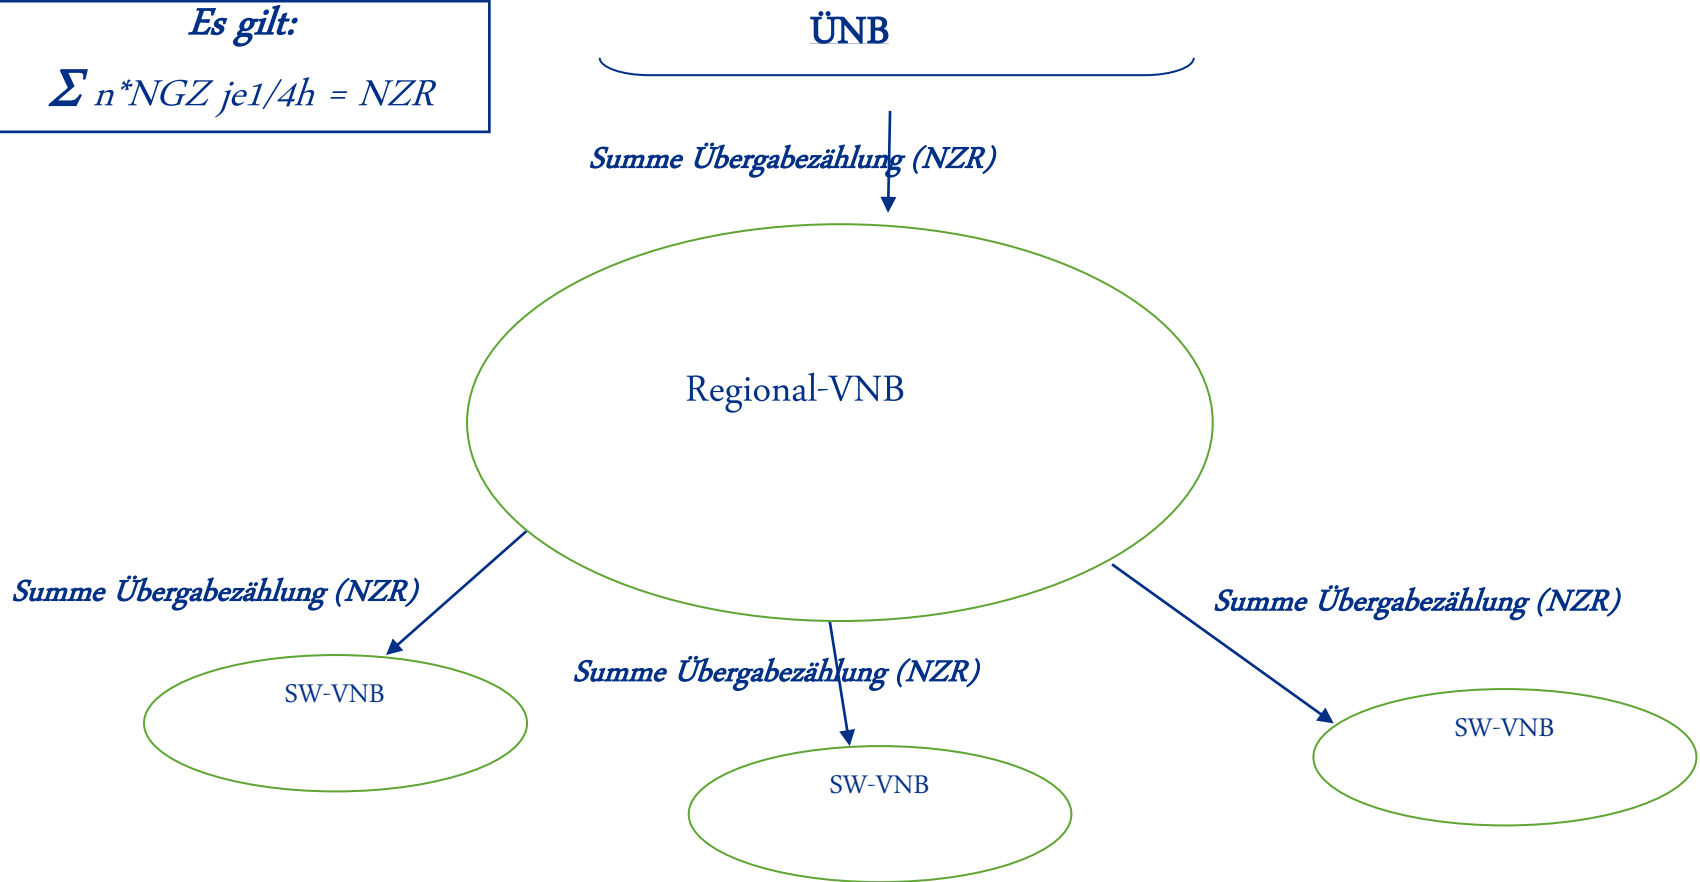 Es gilt:
Σ n*NGZ je1/4h = NZR
ÜNB
Summe Übergabezählung (NZR)
Regional-VNB
Summe Übergabezählung (NZR)
Summe Übergabezählung (NZR)
Summe Übergabezählung (NZR)
SW-VNB
SW-VNB
SW-VNB